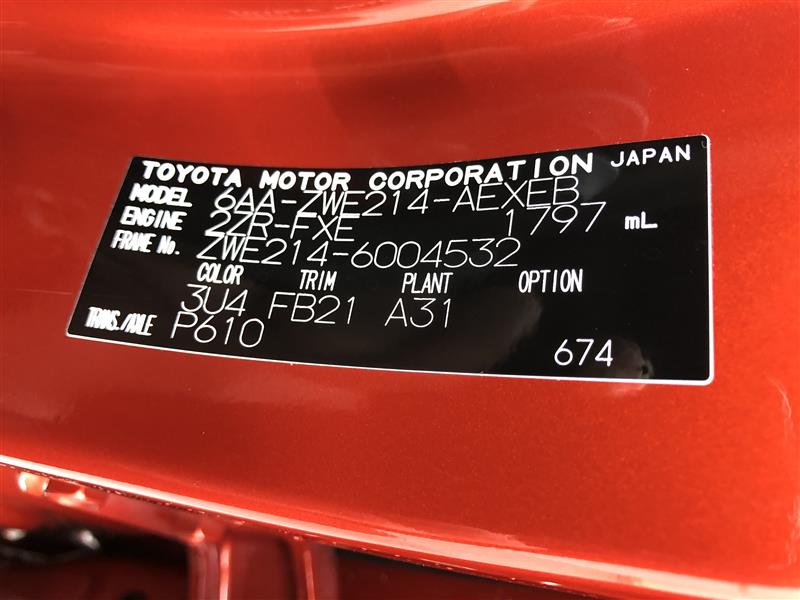 TOYOTA MOTOR CORPORATION JAPAN
MODEL 6AA-ZWE214-AEXEB
ENGINE 2ZR-FXE 1797 mL
FRAME No. ZWE214-6004532
COLOR TRIM PLANT OPTION
3U4 FB21 A31
TRANS./AXLE P610
674